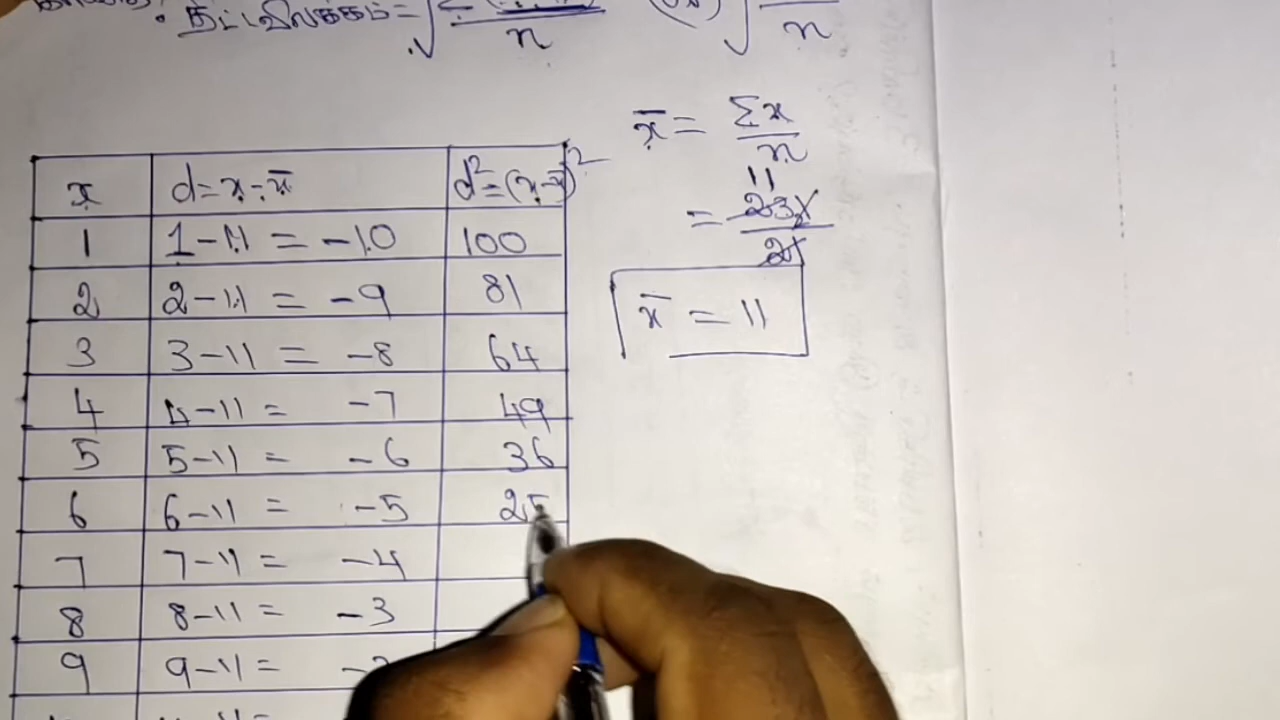 திட்டவிலக்கம் = √ n √ n
x̄ = Σx / n
= 231 / 21
x̄ = 11
x d = x - x̄ d² = (x - x̄)²
1 1 - 11 = -10 100
2 2 - 11 = -9 81
3 3 - 11 = -8 64
4 4 - 11 = -7 49
5 5 - 11 = -6 36
6 6 - 11 = -5 25
7 7 - 11 = -4
8 8 - 11 = -3
9 9 - 11 =